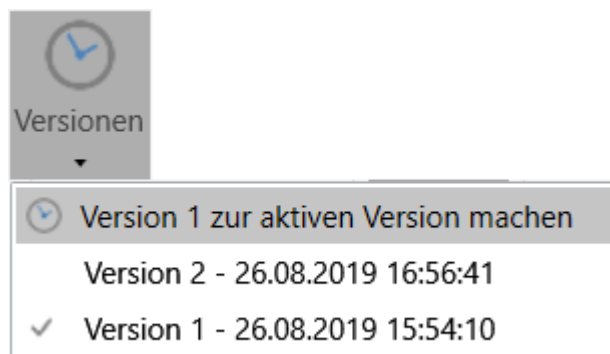 Versionen
Version 1 zur aktiven Version machen
Version 2 - 26.08.2019 16:56:41
Version 1 - 26.08.2019 15:54:10